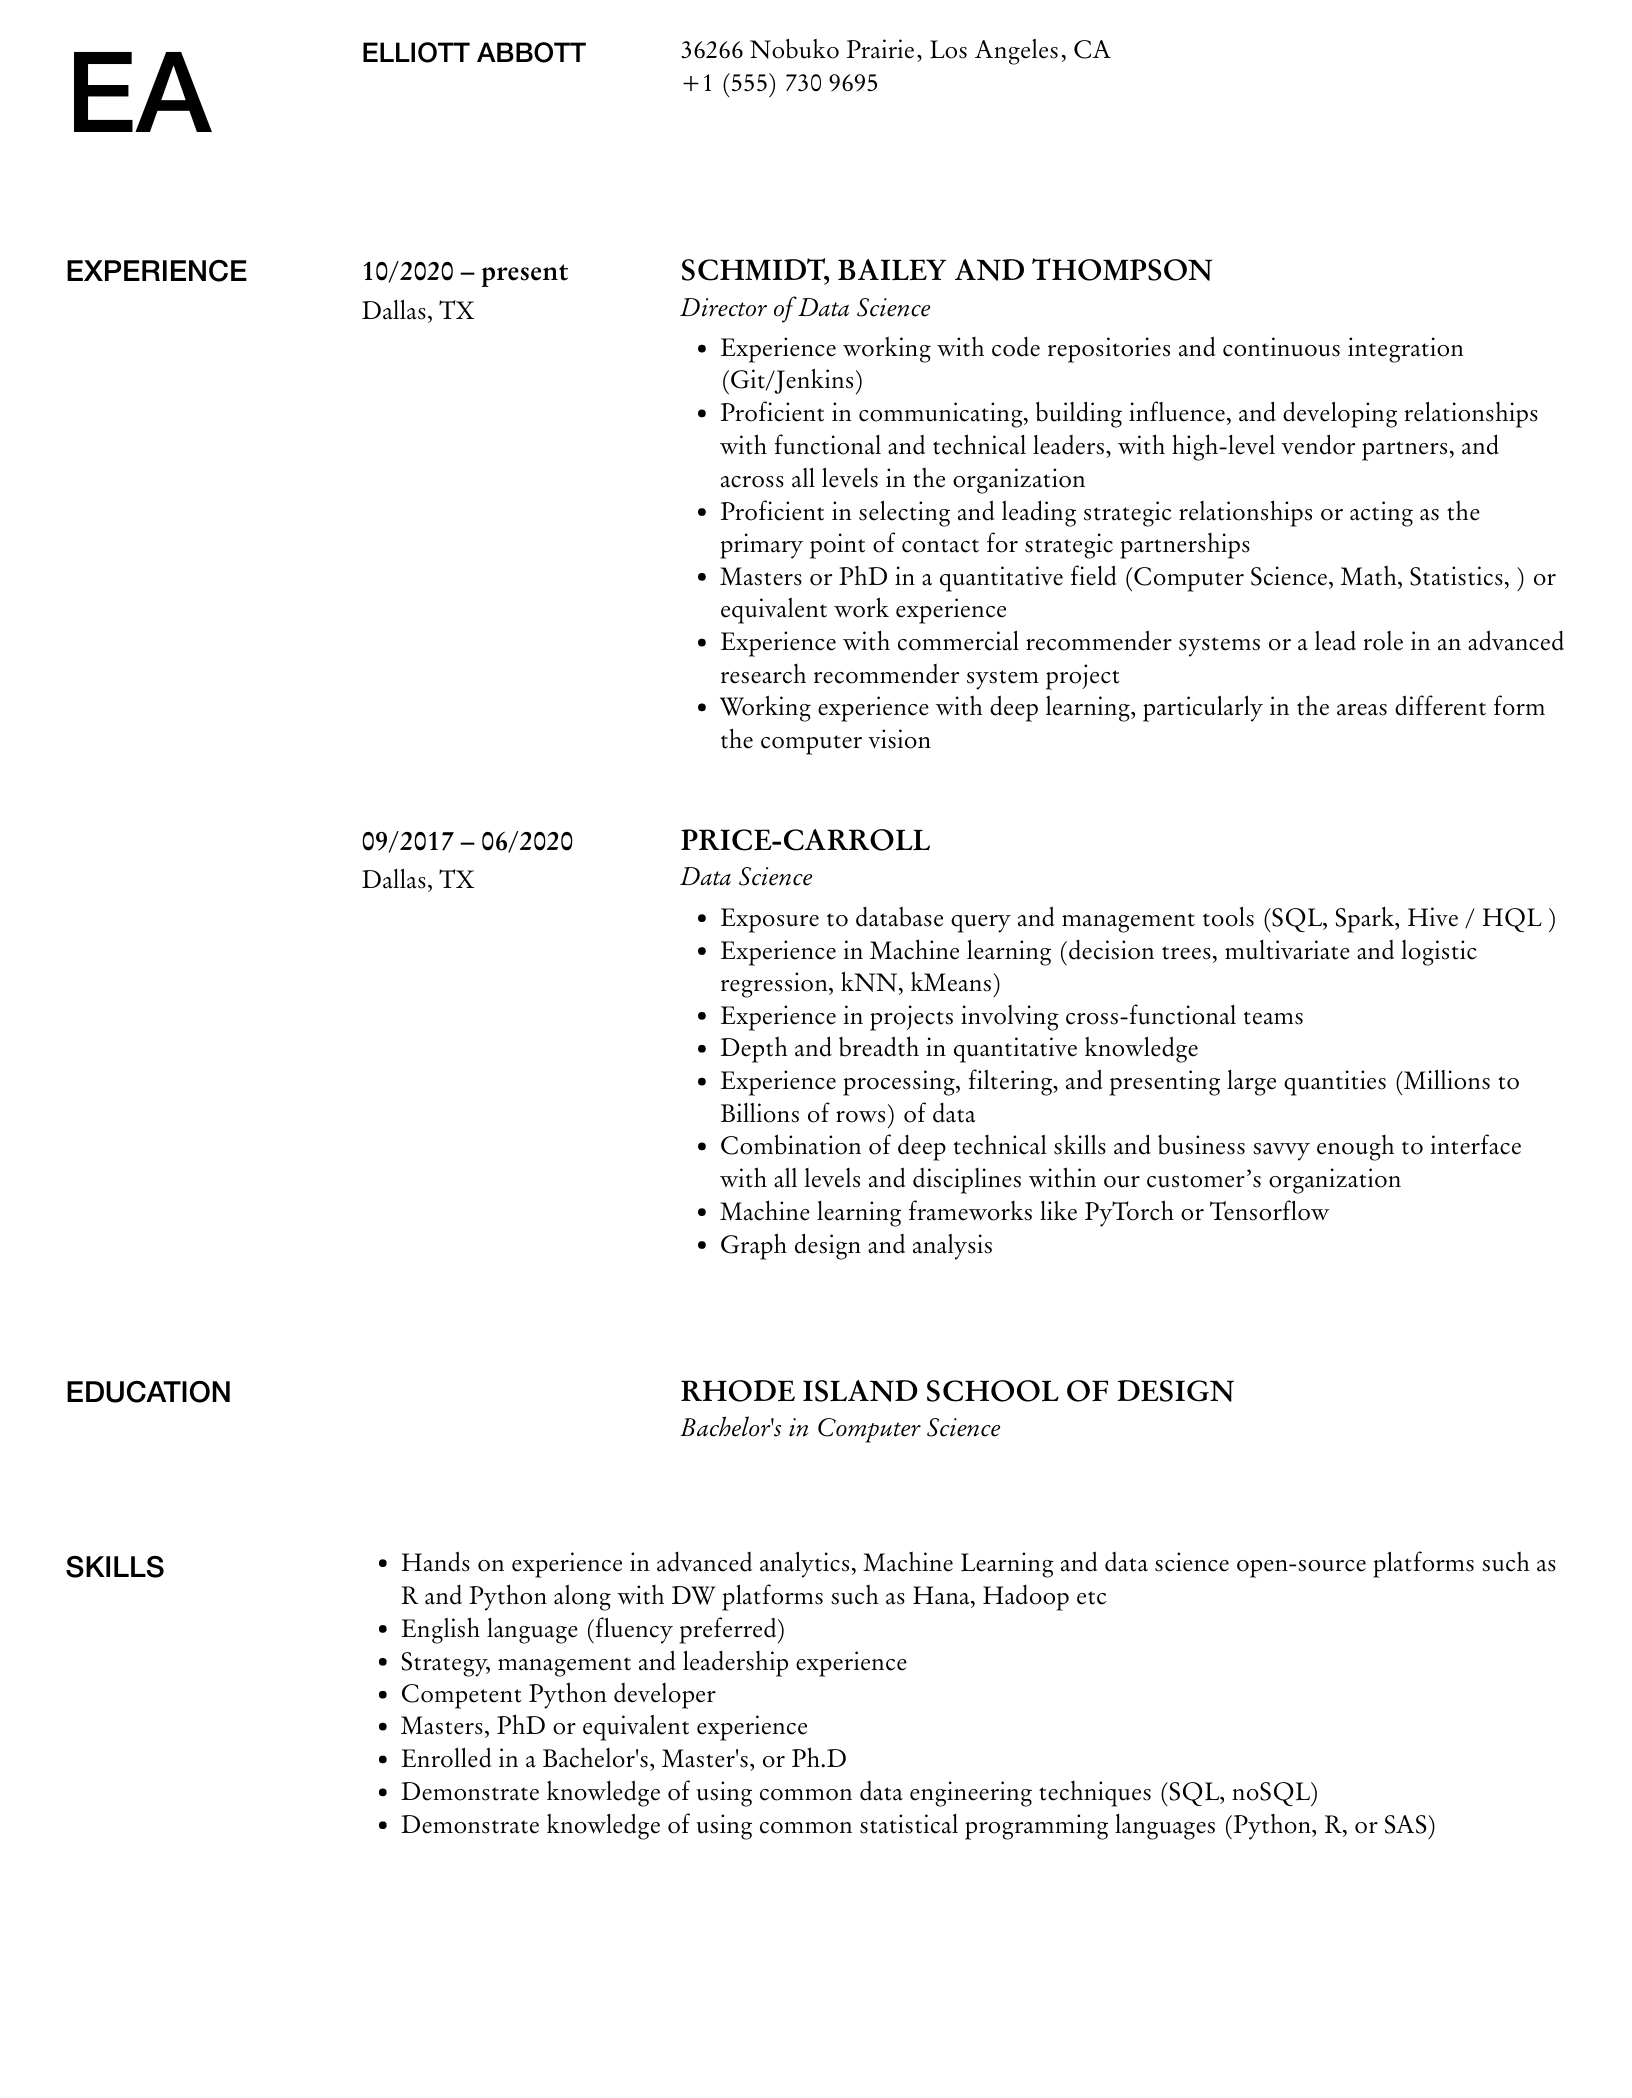 EA
ELLIOTT ABBOTT
36266 Nobuko Prairie, Los Angeles, CA
+1 (555) 730 9695
EXPERIENCE
10/2020 – present
Dallas, TX
SCHMIDT, BAILEY AND THOMPSON
Director of Data Science
• Experience working with code repositories and continuous integration
(Git/Jenkins)
• Proficient in communicating, building influence, and developing relationships
with functional and technical leaders, with high-level vendor partners, and
across all levels in the organization
• Proficient in selecting and leading strategic relationships or acting as the
primary point of contact for strategic partnerships
• Masters or PhD in a quantitative field (Computer Science, Math, Statistics, ) or
equivalent work experience
• Experience with commercial recommender systems or a lead role in an advanced
research recommender system project
• Working experience with deep learning, particularly in the areas different form
the computer vision
09/2017 – 06/2020
Dallas, TX
PRICE-CARROLL
Data Science
• Exposure to database query and management tools (SQL, Spark, Hive / HQL )
• Experience in Machine learning (decision trees, multivariate and logistic
regression, kNN, kMeans)
• Experience in projects involving cross-functional teams
• Depth and breadth in quantitative knowledge
• Experience processing, filtering, and presenting large quantities (Millions to
Billions of rows) of data
• Combination of deep technical skills and business savvy enough to interface
with all levels and disciplines within our customer’s organization
• Machine learning frameworks like PyTorch or Tensorflow
• Graph design and analysis
EDUCATION
RHODE ISLAND SCHOOL OF DESIGN
Bachelor's in Computer Science
SKILLS
• Hands on experience in advanced analytics, Machine Learning and data science open-source platforms such as
R and Python along with DW platforms such as Hana, Hadoop etc
• English language (fluency preferred)
• Strategy, management and leadership experience
• Competent Python developer
• Masters, PhD or equivalent experience
• Enrolled in a Bachelor's, Master's, or Ph.D
• Demonstrate knowledge of using common data engineering techniques (SQL, noSQL)
• Demonstrate knowledge of using common statistical programming languages (Python, R, or SAS)